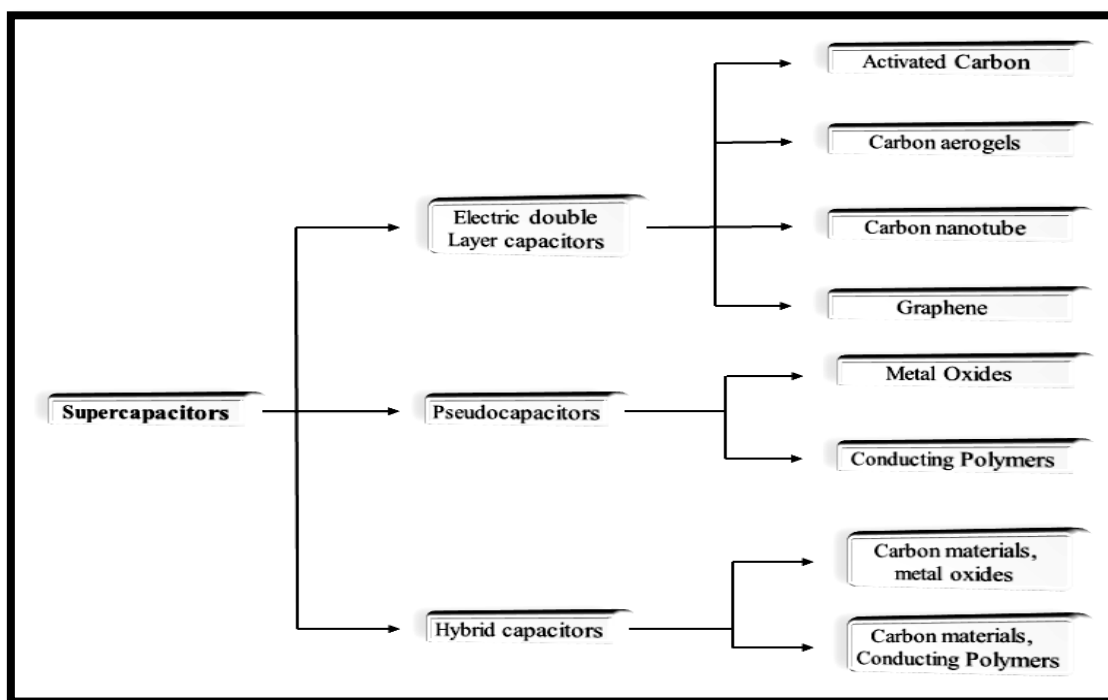 Activated Carbon
Carbon aerogels
Electric double
Layer capacitors
Carbon nanotube
Graphene
Metal Oxides
Supercapacitors
Pseudocapacitors
Conducting Polymers
Carbon materials,
metal oxides
Hybrid capacitors
Carbon materials,
Conducting Polymers